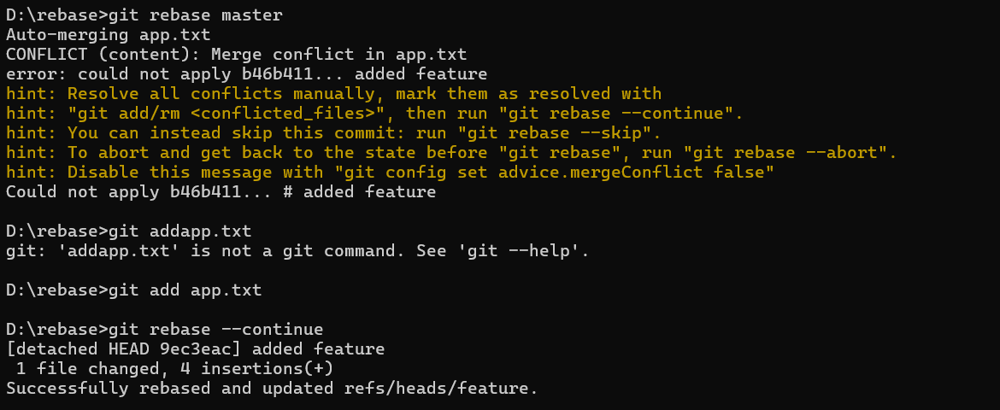 D:\rebase>git rebase master
Auto-merging app.txt
CONFLICT (content): Merge conflict in app.txt
error: could not apply b46b411... added feature
hint: Resolve all conflicts manually, mark them as resolved with
hint: "git add/rm <conflicted_files>", then run "git rebase --continue".
hint: You can instead skip this commit: run "git rebase --skip".
hint: To abort and get back to the state before "git rebase", run "git rebase --abort".
hint: Disable this message with "git config set advice.mergeConflict false"
Could not apply b46b411... # added feature
D:\rebase>git addapp.txt
git: 'addapp.txt' is not a git command. See 'git --help'.
D:\rebase>git add app.txt
D:\rebase>git rebase --continue
[detached HEAD 9ec3eac] added feature
 1 file changed, 4 insertions(+)
Successfully rebased and updated refs/heads/feature.